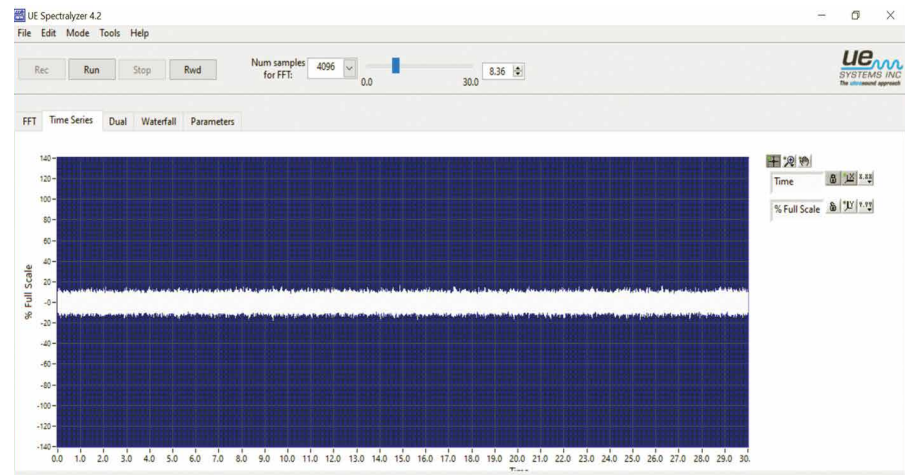 UE Spectralyzer 4.2
File Edit Mode Tools Help
Rec Run Stop Rwd Num samples for FFT: 4096 0.0 30.0 8.36
ue
SYSTEMS INC
The ultrasound approach
FFT Time Series Dual Waterfall Parameters
140
120
100
80
60
40
20
-0
-20
-40
-60
-80
-100
-120
-140
% Full Scale
0.0 1.0 2.0 3.0 4.0 5.0 6.0 7.0 8.0 9.0 10.0 11.0 12.0 13.0 14.0 15.0 16.0 17.0 18.0 19.0 20.0 21.0 22.0 23.0 24.0 25.0 26.0 27.0 28.0 29.0 30.
Time
% Full Scale